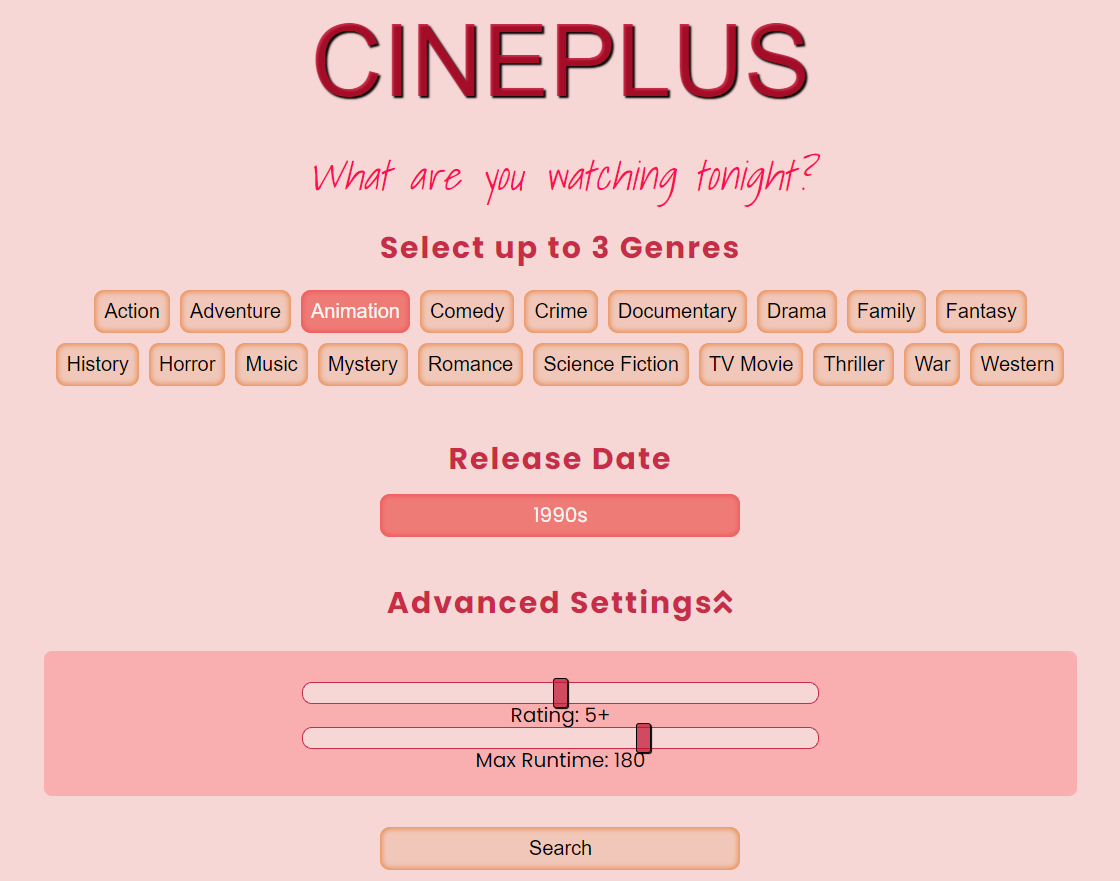 CINEPLUS
What are you watching tonight?
Select up to 3 Genres
Action Adventure Animation Comedy Crime Documentary Drama Family Fantasy
History Horror Music Mystery Romance Science Fiction TV Movie Thriller War Western
Release Date
1990s
Advanced Settings
Rating: 5+
Max Runtime: 180
Search